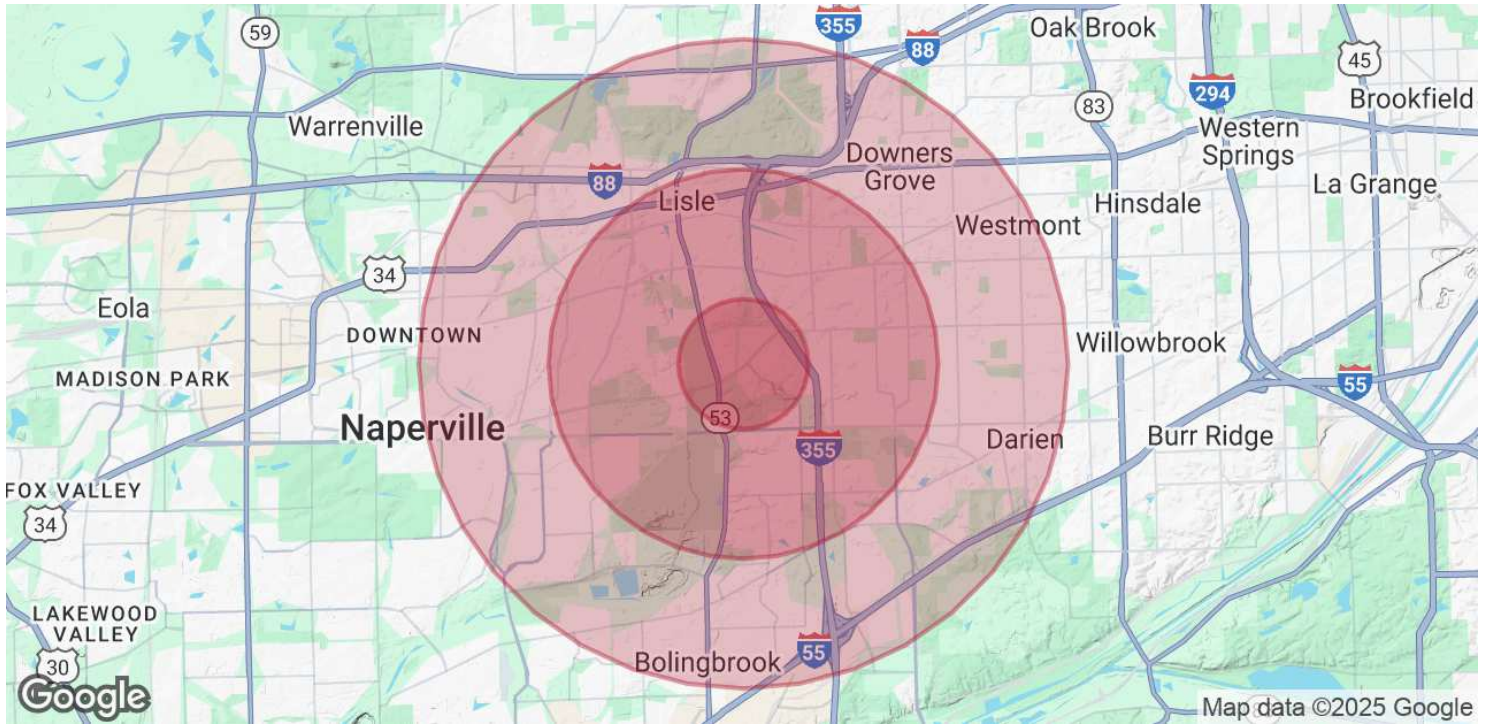 59
355
88
Oak Brook
45
83
294
Brookfield
Warrenville
Western
Springs
Downers
Grove
88
Lisle
La Grange
Hinsdale
Westmont
34
Eola
DOWNTOWN
Willowbrook
MADISON PARK
55
53
Naperville
355
Darien
Burr Ridge
FOX VALLEY
34
LAKEWOOD
VALLEY
55
Bolingbrook
30
Google
Map data ©2025 Google